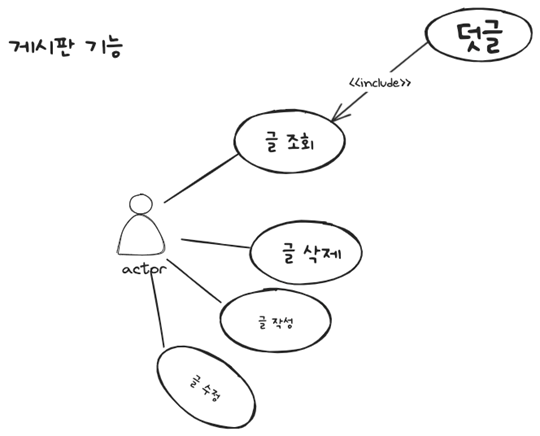 게시판 기능
덧글
<<include>>
글 조회
actor
글 삭제
글 작성
글 수정